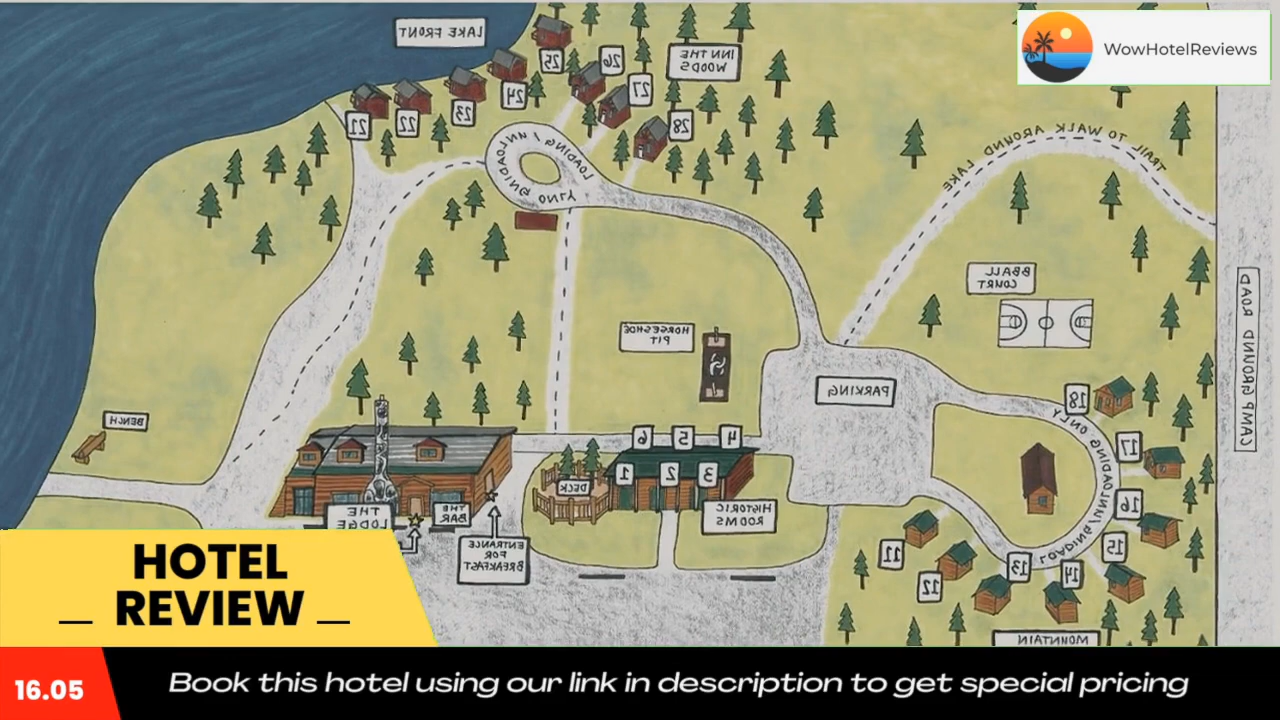 LAKE FRONT
WowHotelReviews
INN THE
WOODS
25
26
24
27
23
22
21
28
LOADING / UNLOADING
ONLY
TRAIL TO WALK AROUND LAKE
BBALL
COURT
CAMP GROUND ROAD
HORSESHOE
PIT
PARKING
18
LOADING/UNLOADING ONLY
BENCH
6
5
4
17
1
2
3
DECK
16
THE
LODGE
THE
BAR
HISTORIC
ROOMS
15
ENTRANCE
FOR
BREAKFAST
11
13
14
12
MOUNTAIN
HOTEL
REVIEW
16.05
Book this hotel using our link in description to get special pricing